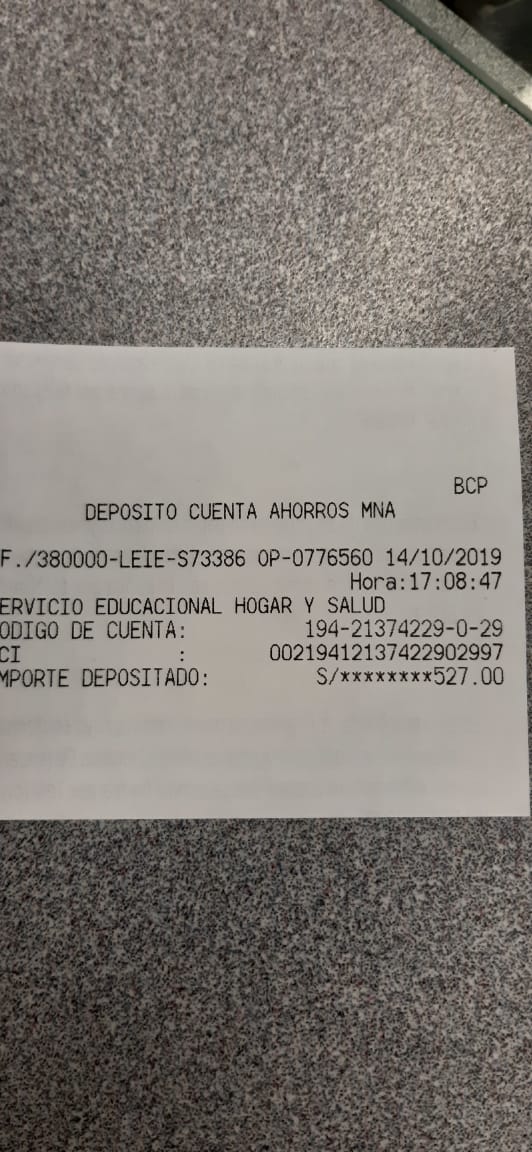 BCP
DEPOSITO CUENTA AHORROS MNA
F./380000-LEIE-S73386 OP-0776560 14/10/2019
Hora:17:08:47
ERVICIO EDUCACIONAL HOGAR Y SALUD
ODIGO DE CUENTA: 194-21374229-0-29
CI : 00219412137422902997
MPORTE DEPOSITADO: S/********527.00